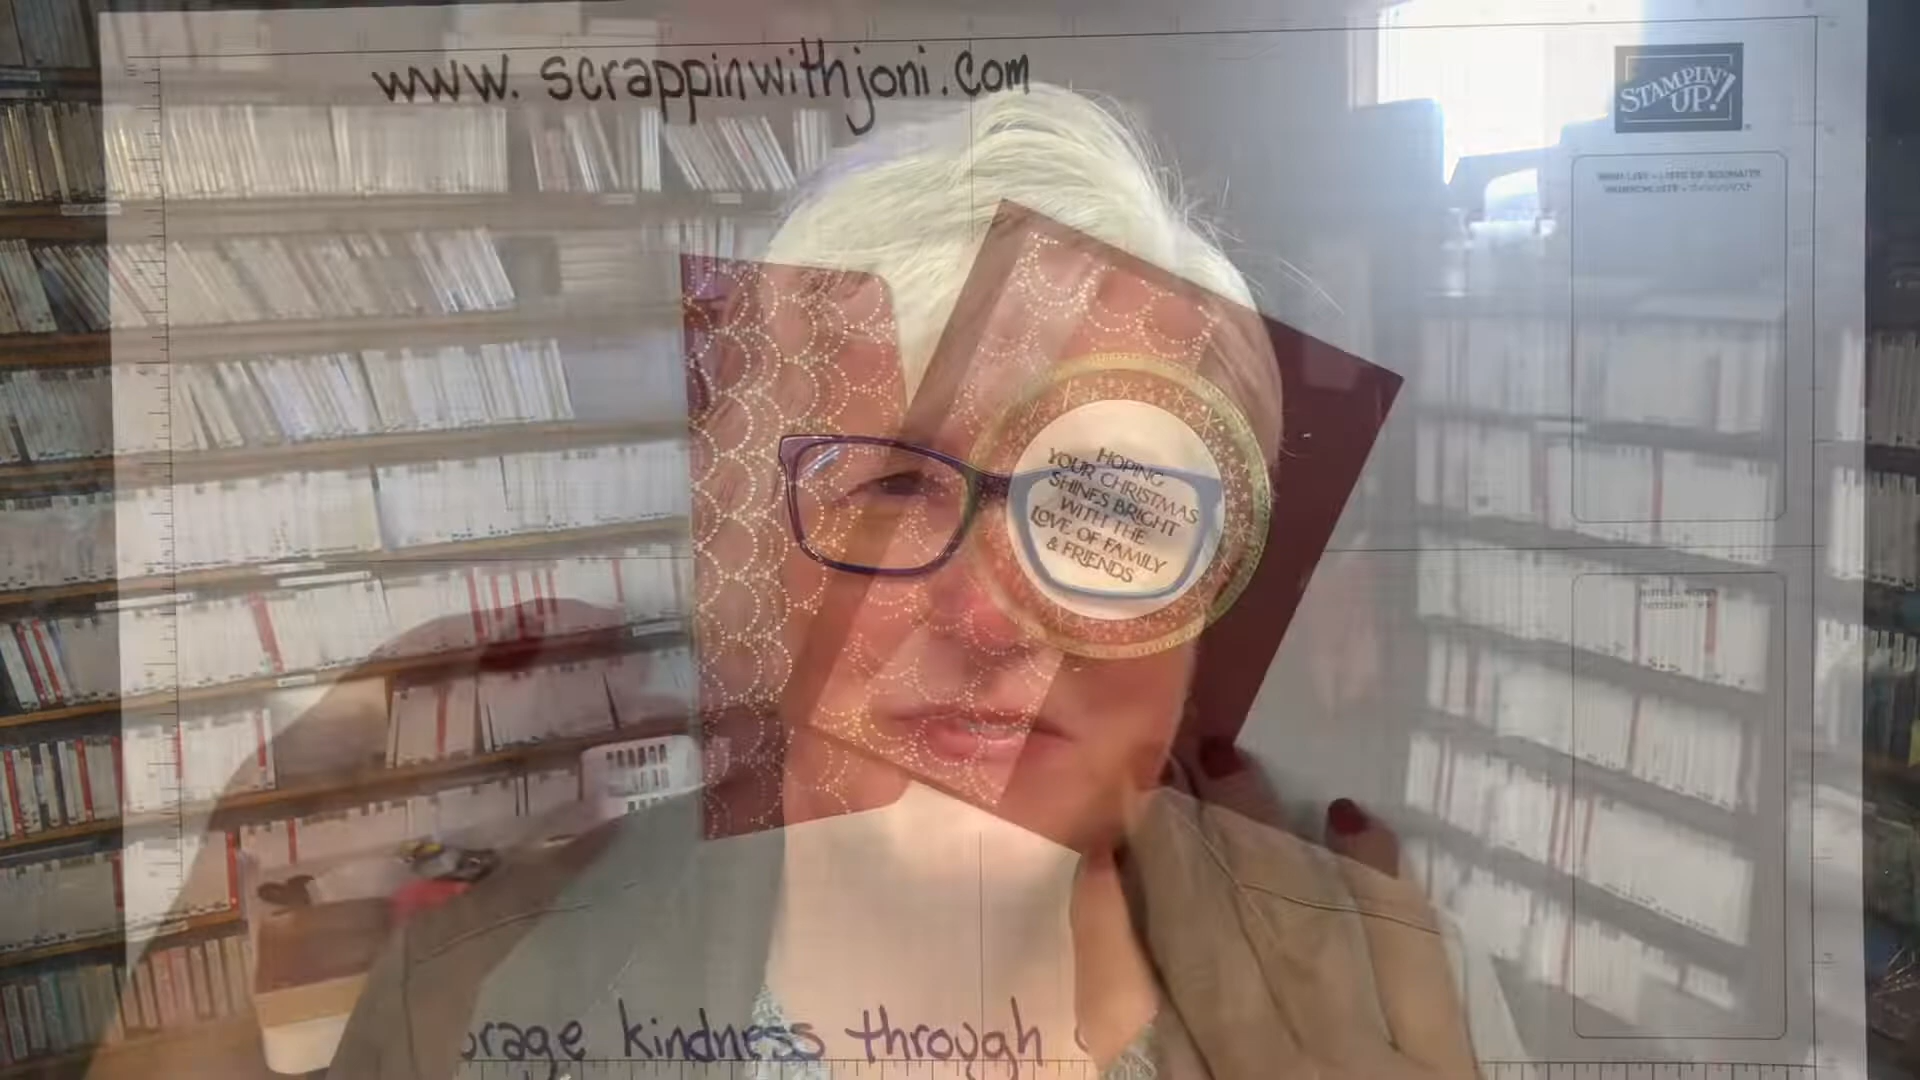 www.scrappinwithjoni.com
STAMPIN'
UP!
HOPING
YOUR CHRISTMAS
SHINES BRIGHT
WITH THE
LOVE OF FAMILY
& FRIENDS
kindness through